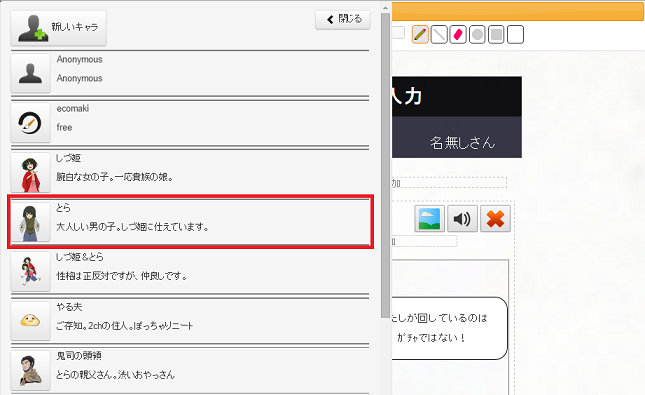 新しいキャラ
閉じる
Anonymous
Anonymous
ecomaki
free
しづ姫
腕白な女の子。一応貴族の娘。
とら
大人しい男の子。しづ姫に仕えています。
しづ姫&とら
性格は正反対ですが、仲良しです。
やる夫
ご存知。2chの住人。ぽっちゃりニート
鬼司の頭領
とらの親父さん。渋いおやっさん
入力
名無しさん
加
加
たしが回しているのは
ガチャではない！